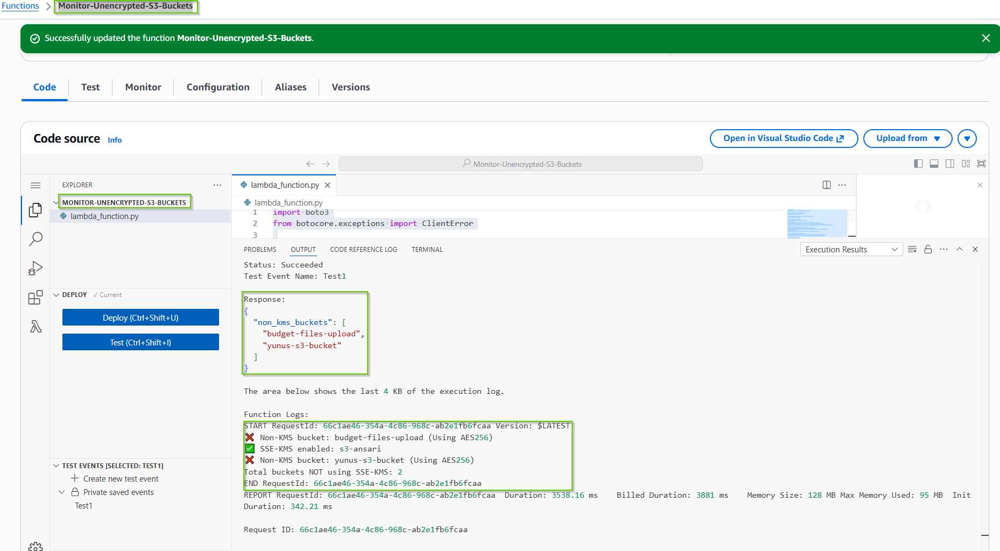 Functions > Monitor-Unencrypted-S3-Buckets
Successfully updated the function Monitor-Unencrypted-S3-Buckets.
Code Test Monitor Configuration Aliases Versions
Code source Info
Open in Visual Studio Code Upload from
Monitor-Unencrypted-S3-Buckets
EXPLORER
MONITOR-UNENCRYPTED-S3-BUCKETS
lambda_function.py
DEPLOY ✓ Current
Deploy (Ctrl+Shift+U)
Test (Ctrl+Shift+I)
TEST EVENTS [SELECTED: TEST1]
Create new test event
Private saved events
Test1
lambda_function.py
lambda_function.py
1 import boto3
2 from botocore.exceptions import ClientError
3
PROBLEMS OUTPUT CODE REFERENCE LOG TERMINAL
Execution Results
Status: Succeeded
Test Event Name: Test1
Response:
{
"non_kms_buckets": [
"budget-files-upload",
"yunus-s3-bucket"
]
}
The area below shows the last 4 KB of the execution log.
Function Logs:
START RequestId: 66c1ae46-354a-4c86-968c-ab2e1fb6fcaa Version: $LATEST
❌ Non-KMS bucket: budget-files-upload (Using AES256)
✅ SSE-KMS enabled: s3-ansari
❌ Non-KMS bucket: yunus-s3-bucket (Using AES256)
Total buckets NOT using SSE-KMS: 2
END RequestId: 66c1ae46-354a-4c86-968c-ab2e1fb6fcaa
REPORT RequestId: 66c1ae46-354a-4c86-968c-ab2e1fb6fcaa Duration: 3538.16 ms Billed Duration: 3881 ms Memory Size: 128 MB Max Memory Used: 95 MB Init
Duration: 342.21 ms
Request ID: 66c1ae46-354a-4c86-968c-ab2e1fb6fcaa